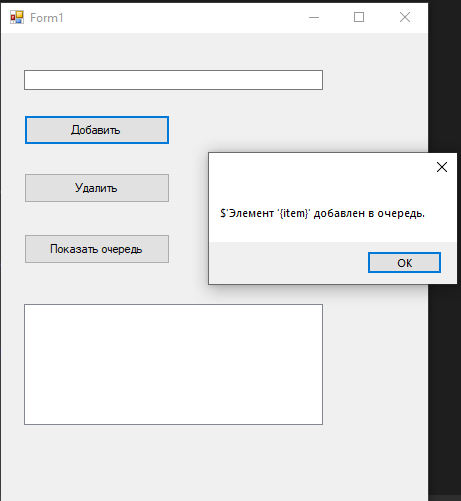 Form1
Добавить
Удалить
$'Элемент '{item}' добавлен в очередь.
Показать очередь
OK